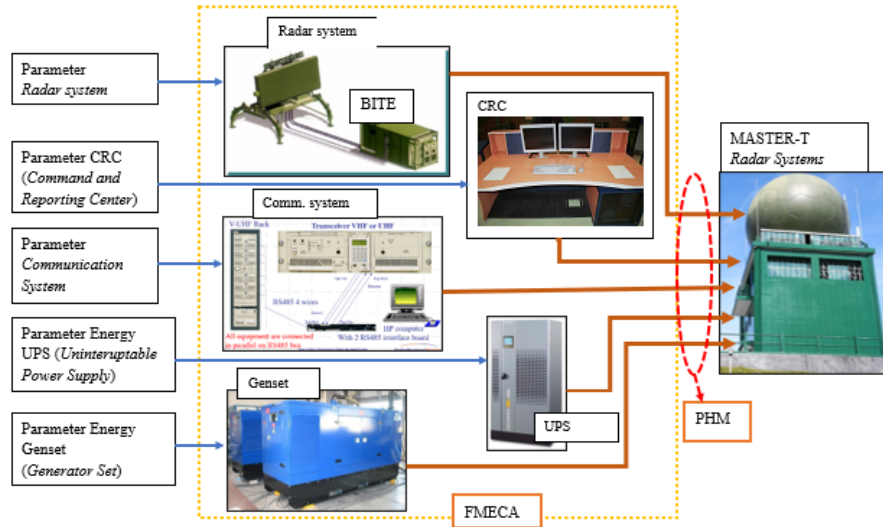 Radar system
Parameter
Radar system
BITE
CRC
MASTER-T
Radar Systems
Parameter CRC
(Command and
Reporting Center)
Comm. system
V-UHF Rack
Transceiver VHF or UHF
Parameter
Communication
System
RS485 4 wires
HP computer
With 2 RS485 interface board
All equipment are connected
in parallel on RS485 bus
Parameter Energy
UPS (Uninteruptable
Power Supply)
Genset
UPS
PHM
Parameter Energy
Genset
(Generator Set)
FMECA